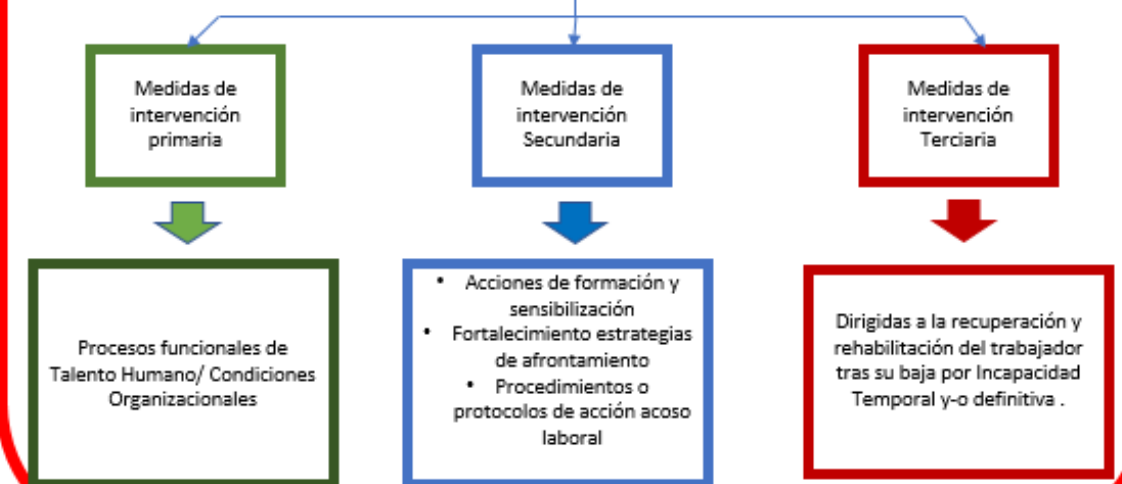 Medidas de
intervención
primaria
Medidas de
intervención
Secundaria
Medidas de
intervención
Terciaria
Procesos funcionales de
Talento Humano/ Condiciones
Organizacionales
• Acciones de formación y
sensibilización
• Fortalecimiento estrategias
de afrontamiento
• Procedimientos o
protocolos de acción acoso
laboral
Dirigidas a la recuperación y
rehabilitación del trabajador
tras su baja por Incapacidad
Temporal y-o definitiva .